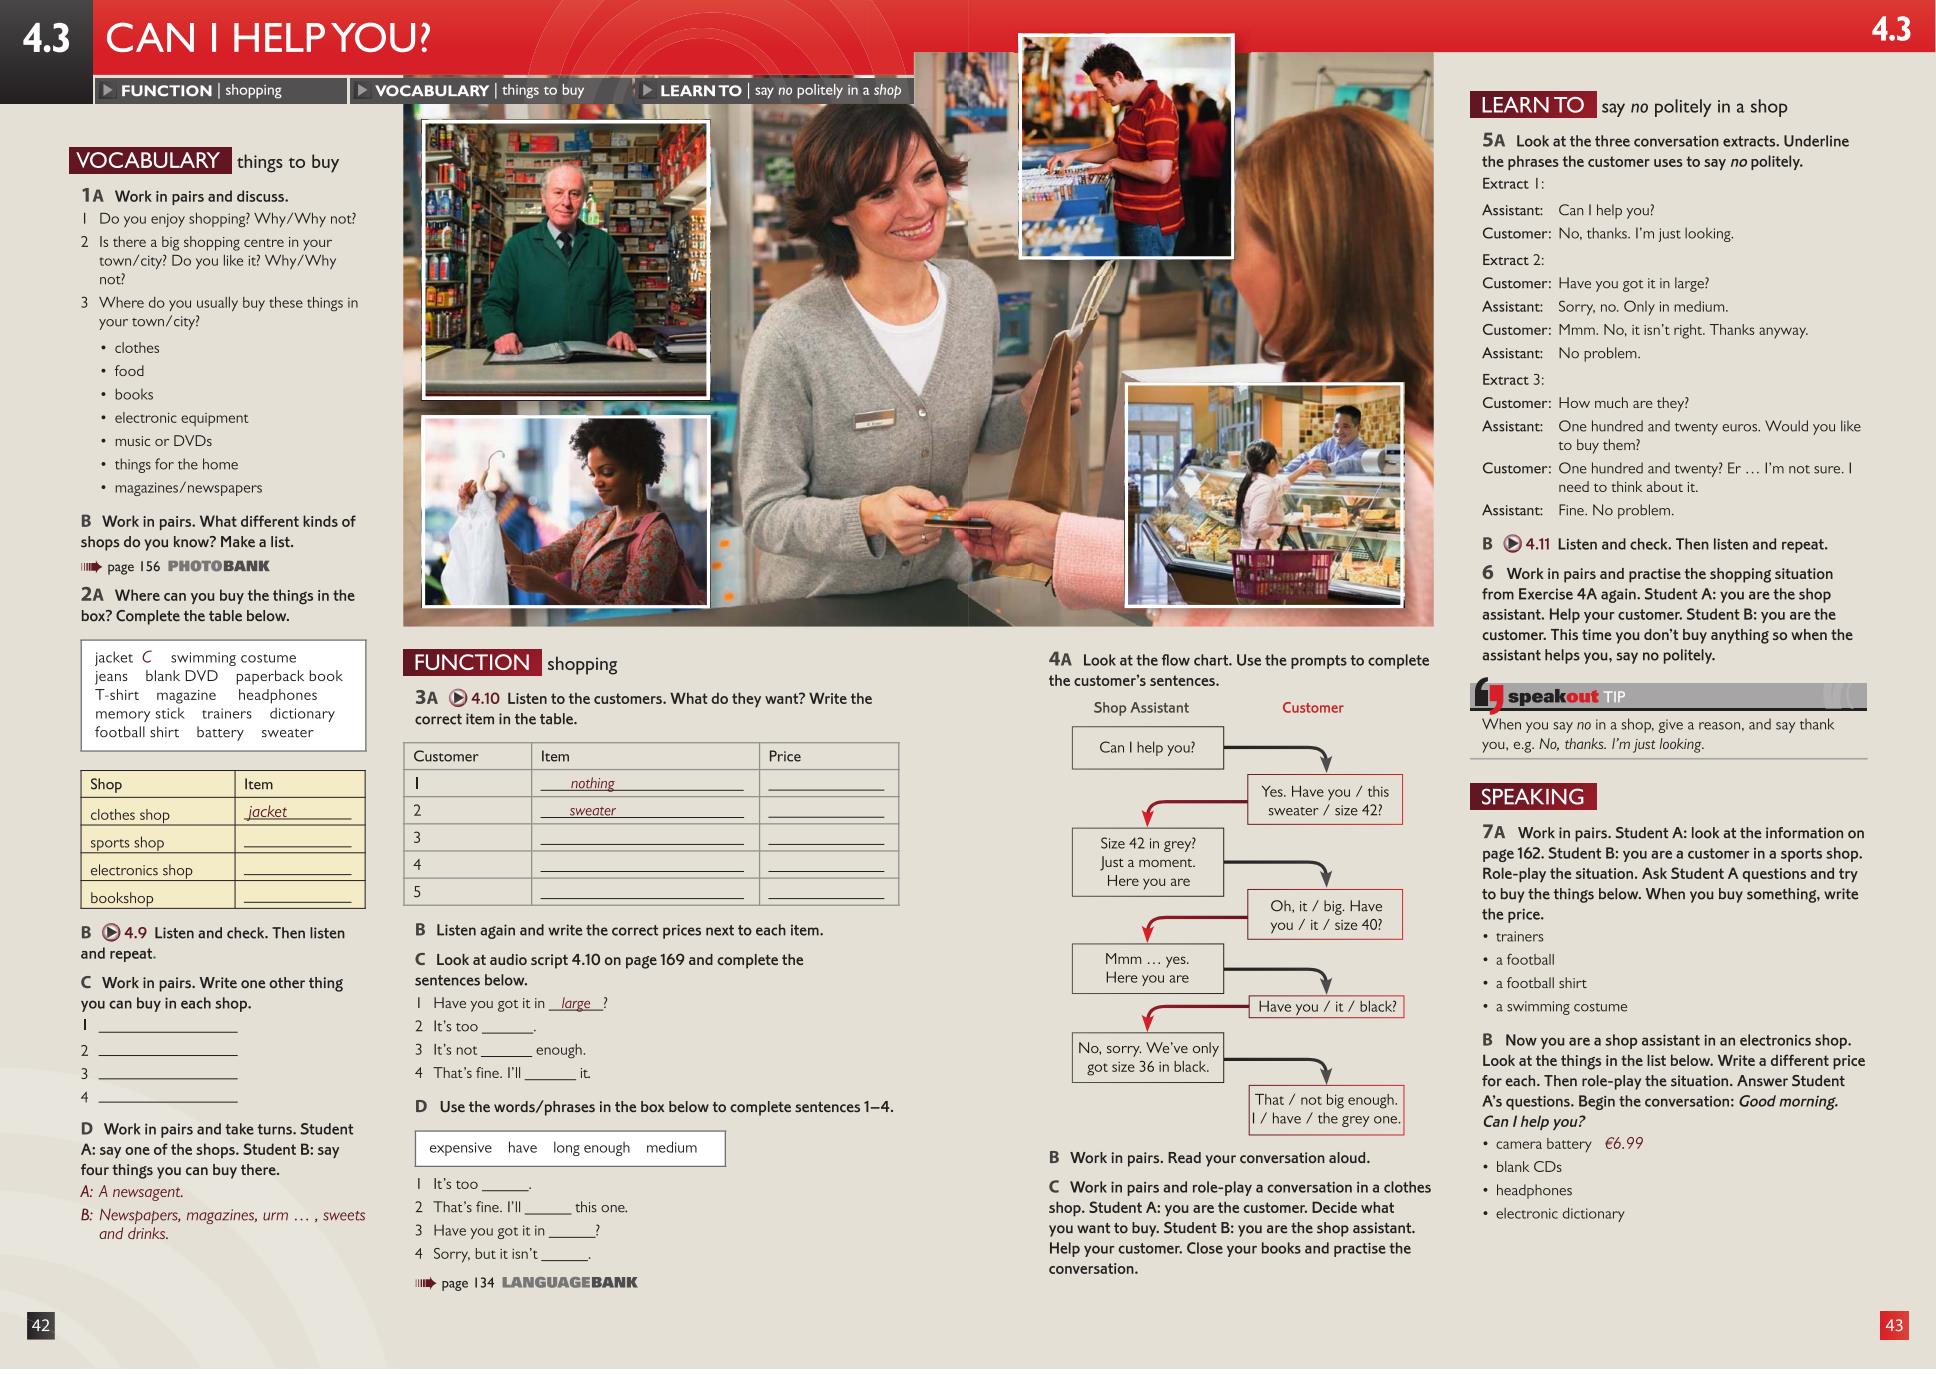 4.3
CAN I HELP YOU?
4.3
FUNCTION | shopping
VOCABULARY | things to buy
LEARN TO | say no politely in a shop
VOCABULARY things to buy
1A Work in pairs and discuss.
1 Do you enjoy shopping? Why/Why not?
2 Is there a big shopping centre in your
town/city? Do you like it? Why/Why
not?
3 Where do you usually buy these things in
your town/city?
• clothes
• food
• books
• electronic equipment
• music or DVDs
• things for the home
• magazines/newspapers
B Work in pairs. What different kinds of
shops do you know? Make a list.
page 156 PHOTOBANK
2A Where can you buy the things in the
box? Complete the table below.
jacket C swimming costume
jeans blank DVD paperback book
T-shirt magazine headphones
memory stick trainers dictionary
football shirt battery sweater
Shop Item
clothes shop jacket
sports shop
electronics shop
bookshop
B 4.9 Listen and check. Then listen
and repeat.
C Work in pairs. Write one other thing
you can buy in each shop.
1
2
3
4
D Work in pairs and take turns. Student
A: say one of the shops. Student B: say
four things you can buy there.
A: A newsagent.
B: Newspapers, magazines, urm … , sweets
and drinks.
42
FUNCTION shopping
3A 4.10 Listen to the customers. What do they want? Write the
correct item in the table.
Customer Item Price
1 nothing
2 sweater
3
4
5
B Listen again and write the correct prices next to each item.
C Look at audio script 4.10 on page 169 and complete the
sentences below.
1 Have you got it in large ?
2 It's too ______.
3 It's not ______ enough.
4 That's fine. I'll ______ it.
D Use the words/phrases in the box below to complete sentences 1–4.
expensive have long enough medium
1 It's too ______.
2 That's fine. I'll ______ this one.
3 Have you got it in ______?
4 Sorry, but it isn't ______.
page 134 LANGUAGEBANK
4A Look at the flow chart. Use the prompts to complete
the customer's sentences.
Shop Assistant Customer
Can I help you?
Yes. Have you / this
sweater / size 42?
Size 42 in grey?
Just a moment.
Here you are
Oh, it / big. Have
you / it / size 40?
Mmm … yes.
Here you are
Have you / it / black?
No, sorry. We've only
got size 36 in black.
That / not big enough.
I / have / the grey one.
B Work in pairs. Read your conversation aloud.
C Work in pairs and role-play a conversation in a clothes
shop. Student A: you are the customer. Decide what
you want to buy. Student B: you are the shop assistant.
Help your customer. Close your books and practise the
conversation.
LEARN TO say no politely in a shop
5A Look at the three conversation extracts. Underline
the phrases the customer uses to say no politely.
Extract 1:
Assistant: Can I help you?
Customer: No, thanks. I'm just looking.
Extract 2:
Customer: Have you got it in large?
Assistant: Sorry, no. Only in medium.
Customer: Mmm. No, it isn't right. Thanks anyway.
Assistant: No problem.
Extract 3:
Customer: How much are they?
Assistant: One hundred and twenty euros. Would you like
to buy them?
Customer: One hundred and twenty? Er … I'm not sure. I
need to think about it.
Assistant: Fine. No problem.
B 4.11 Listen and check. Then listen and repeat.
6 Work in pairs and practise the shopping situation
from Exercise 4A again. Student A: you are the shop
assistant. Help your customer. Student B: you are the
customer. This time you don't buy anything so when the
assistant helps you, say no politely.
speakout TIP
When you say no in a shop, give a reason, and say thank
you, e.g. No, thanks. I'm just looking.
SPEAKING
7A Work in pairs. Student A: look at the information on
page 162. Student B: you are a customer in a sports shop.
Role-play the situation. Ask Student A questions and try
to buy the things below. When you buy something, write
the price.
• trainers
• a football
• a football shirt
• a swimming costume
B Now you are a shop assistant in an electronics shop.
Look at the things in the list below. Write a different price
for each. Then role-play the situation. Answer Student
A's questions. Begin the conversation: Good morning.
Can I help you?
• camera battery €6.99
• blank CDs
• headphones
• electronic dictionary
43